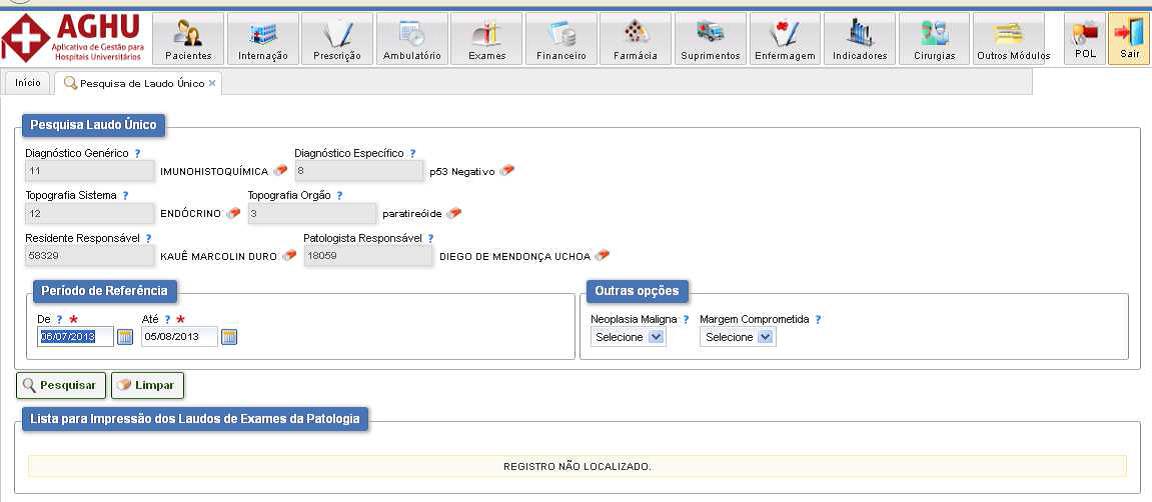 AGHU
Aplicativo de Gestão para
Hospitais Universitários
Pacientes
Internação
Prescrição
Ambulatório
Exames
Financeiro
Farmácia
Suprimentos
Enfermagem
Indicadores
Cirurgias
Outros Módulos
POL
Sair
Início
Pesquisa de Laudo Único ×
Pesquisa Laudo Único
Diagnóstico Genérico ? Diagnóstico Específico ?
11 IMUNOHISTOQUÍMICA 8 p53 Negativo
Topografia Sistema ? Topografia Orgão ?
12 ENDÓCRINO 3 paratireóide
Residente Responsável ? Patologista Responsável ?
58329 KAUÊ MARCOLIN DURO 18059 DIEGO DE MENDONÇA UCHOA
Período de Referência
De ? * Até ? *
06/07/2013 05/08/2013
Outras opções
Neoplasia Maligna ? Margem Comprometida ?
Selecione Selecione
Pesquisar Limpar
Lista para Impressão dos Laudos de Exames da Patologia
REGISTRO NÃO LOCALIZADO.